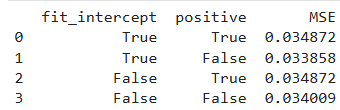 fit_intercept positive MSE
0 True True 0.034872
1 True False 0.033858
2 False True 0.034872
3 False False 0.034009